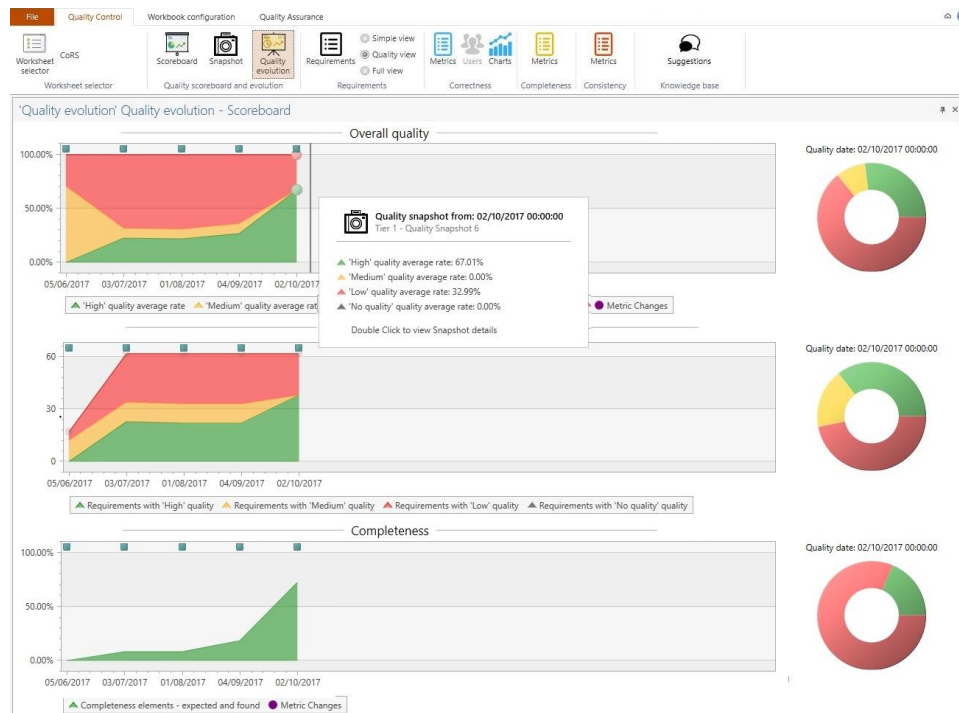 File
Quality Control
Workbook configuration
Quality Assurance
Worksheet selector
CoRS
Scoreboard
Snapshot
Quality evolution
Requirements
Simple view
Quality view
Full view
Metrics
Users
Charts
Metrics
Metrics
Suggestions
Worksheet selector
Quality scoreboard and evolution
Requirements
Correctness
Completeness
Consistency
Knowledge base
'Quality evolution' Quality evolution - Scoreboard
Overall quality
100.00%
50.00%
0.00%
05/06/2017 03/07/2017 01/08/2017 04/09/2017 02/10/2017
'High' quality average rate
'Medium' quality average rat
Metric Changes
Quality date: 02/10/2017 00:00:00
Quality snapshot from: 02/10/2017 00:00:00
Tier 1 - Quality Snapshot 6
'High' quality average rate: 67.01%
'Medium' quality average rate: 0.00%
'Low' quality average rate: 32.99%
'No quality' quality average rate: 0.00%
Double Click to view Snapshot details
60
30
0
05/06/2017 03/07/2017 01/08/2017 04/09/2017 02/10/2017
Requirements with 'High' quality
Requirements with 'Medium' quality
Requirements with 'Low' quality
Requirements with 'No quality' quality
Quality date: 02/10/2017 00:00:00
Completeness
100.00%
50.00%
0.00%
05/06/2017 03/07/2017 01/08/2017 04/09/2017 02/10/2017
Completeness elements - expected and found
Metric Changes
Quality date: 02/10/2017 00:00:00